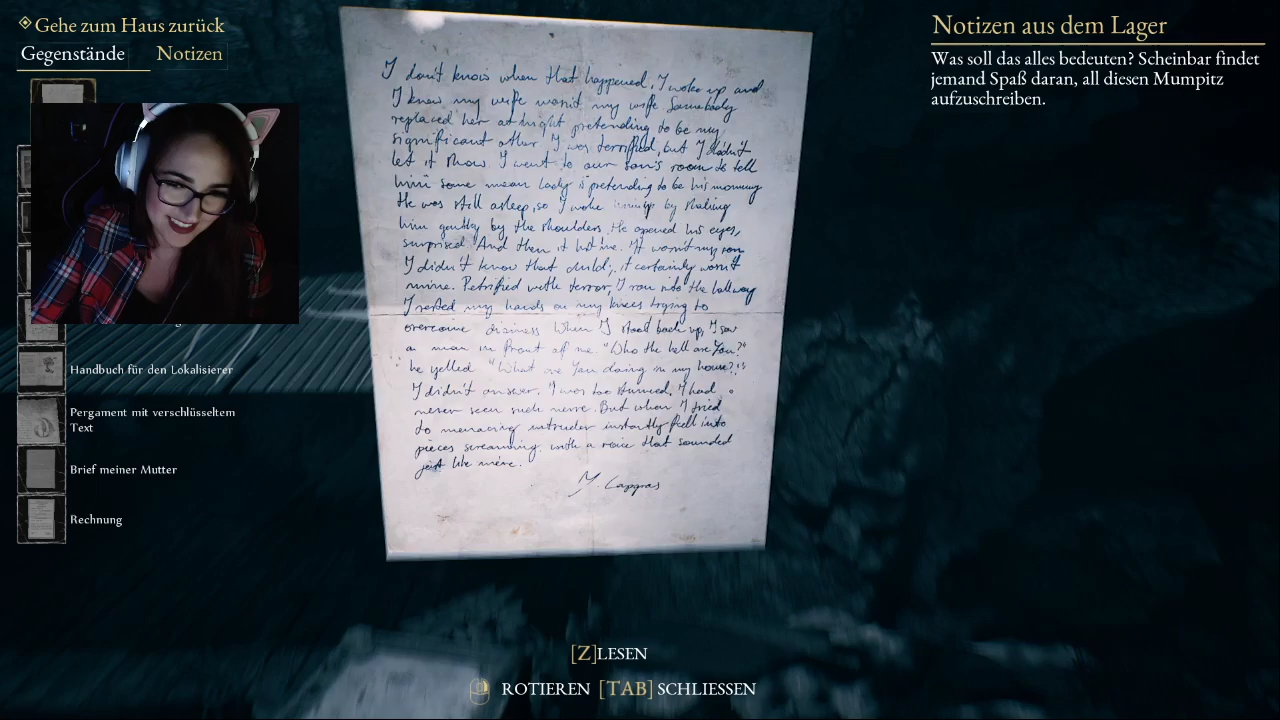 Gehe zum Haus zurück
Gegenstände Notizen
Handbuch für den Lokalisierer
Pergament mit verschlüsseltem
Text
Brief meiner Mutter
Rechnung
I don't know when that happened. I woke up and
I knew my wife wasn't my wife. Somebody
replaced her at night pretending to be my
significant other. I was terrified, but I didn't
let it show. I went to our son's room to tell
him some mean lady is pretending to be his mommy
He was still asleep, so I woke him up by shaking
him gently by the shoulders. He opened his eyes,
surprised. And then it hit me. It wasn't my son
I didn't know that child, it certainly wasn't
mine. Petrified with terror, I ran into the hallway
I rested my hands on my knees trying to
overcome diziness. When I stood back up, I saw
a man in front of me. "Who the hell are You?"
he yelled "What are You doing in my house?!"
I didn't answer. I was too stunned. I had
never seen such nerve. But when I tried
to menacing intruder instantly fell into
pieces screaming with a voice that sounded
just like mine.
Capgras
Notizen aus dem Lager
Was soll das alles bedeuten? Scheinbar findet
jemand Spaß daran, all diesen Mumpitz
aufzuschreiben.
[Z]LESEN
ROTIEREN [TAB] SCHLIESSEN